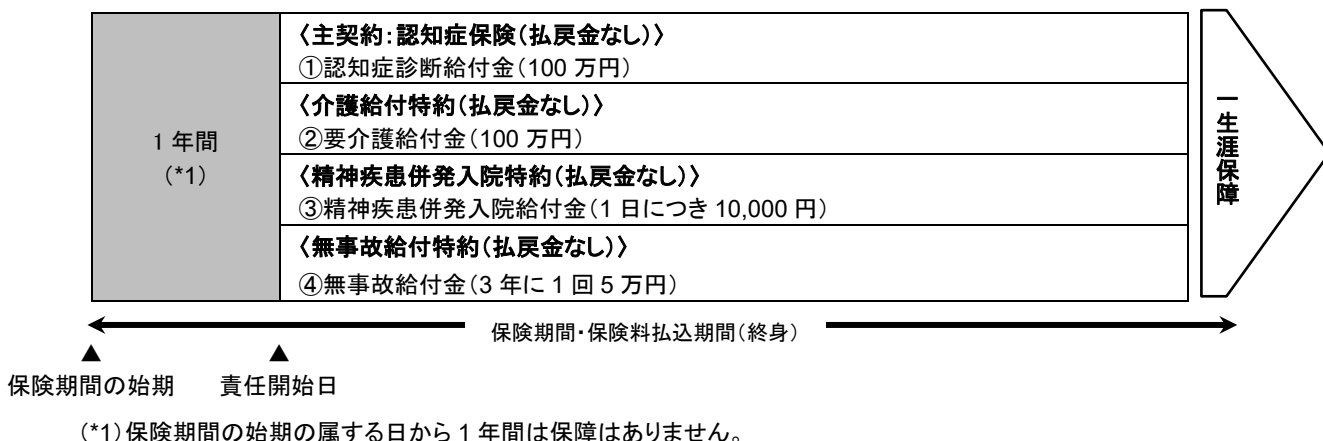 1 年間
(*1)
〈主契約:認知症保険(払戻金なし)〉
①認知症診断給付金(100 万円)
〈介護給付特約(払戻金なし)〉
②要介護給付金(100 万円)
〈精神疾患併発入院特約(払戻金なし)〉
③精神疾患併発入院給付金(1 日につき 10,000 円)
〈無事故給付特約(払戻金なし)〉
④無事故給付金(3 年に 1 回 5 万円)
一生涯保障
保険期間・保険料払込期間(終身)
▲ ▲
保険期間の始期 責任開始日
(*1)保険期間の始期の属する日から 1 年間は保障はありません。